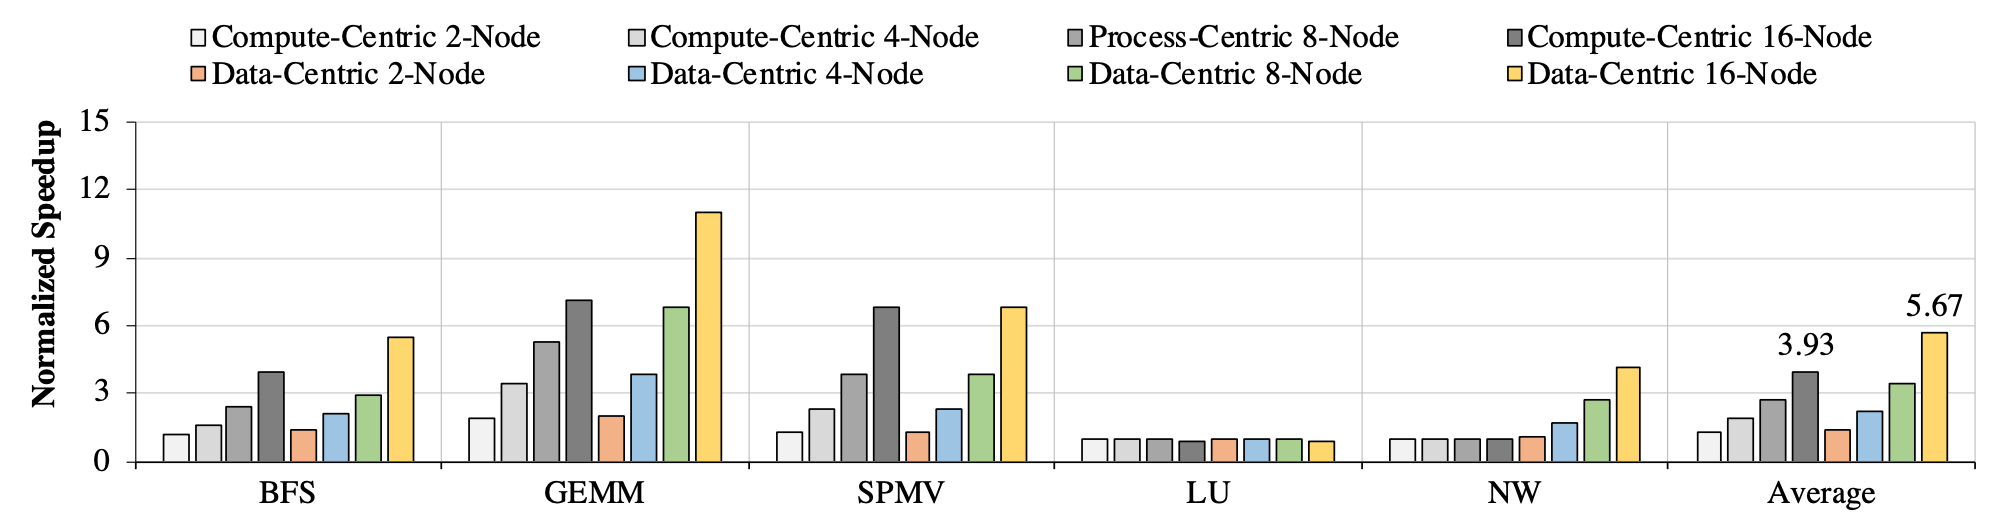 Compute-Centric 2-Node Compute-Centric 4-Node Process-Centric 8-Node Compute-Centric 16-Node
Data-Centric 2-Node Data-Centric 4-Node Data-Centric 8-Node Data-Centric 16-Node
Normalized Speedup
15
12
9
6
3
0
5.67
3.93
BFS GEMM SPMV LU NW Average